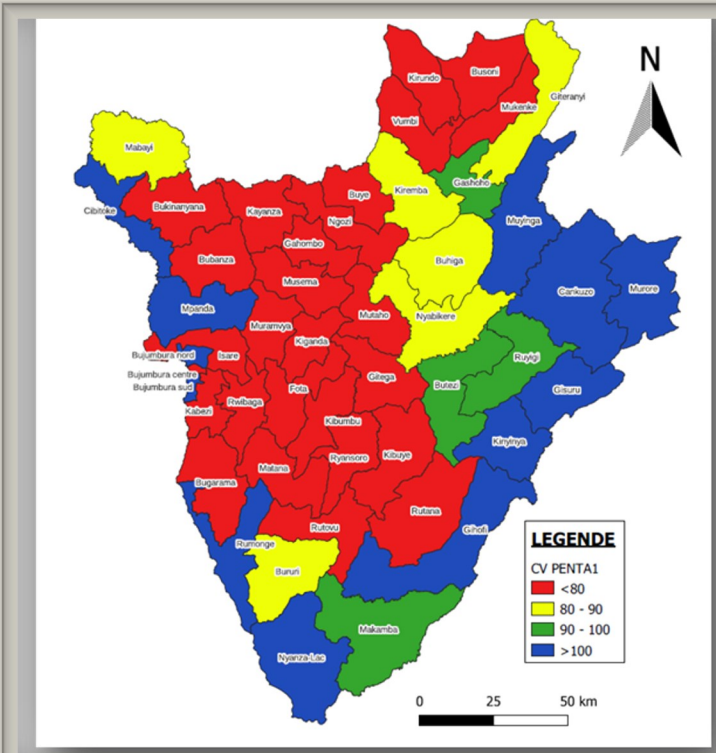 N
Kirundo
Busoni
Giteranyi
Mukenke
Vumbi
Mabayi
Gashoho
Kiremba
Buye
Bukinanyana
Kayanza
Cibitoke
Ngozi
Muyinga
Gahombo
Bubanza
Buhiga
Musema
Cankuzo
Murore
Mpanda
Mutaho
Nyabikere
Muramvya
Kiganda
Bujumbura nord
Isare
Ruyigi
Bujumbura centre
Gitega
Bujumbura sud
Fota
Butezi
Gisuru
Rwibaga
Kabezi
Kibumbu
Kinyinya
Ryansoro
Kibuye
Matana
Bugarama
Rutana
Rutovu
Gihofi
Rumonge
Bururi
Makamba
Nyanza-Lac
LEGENDE
CV PENTA1
<80
80 - 90
90 - 100
>100
0 25 50 km